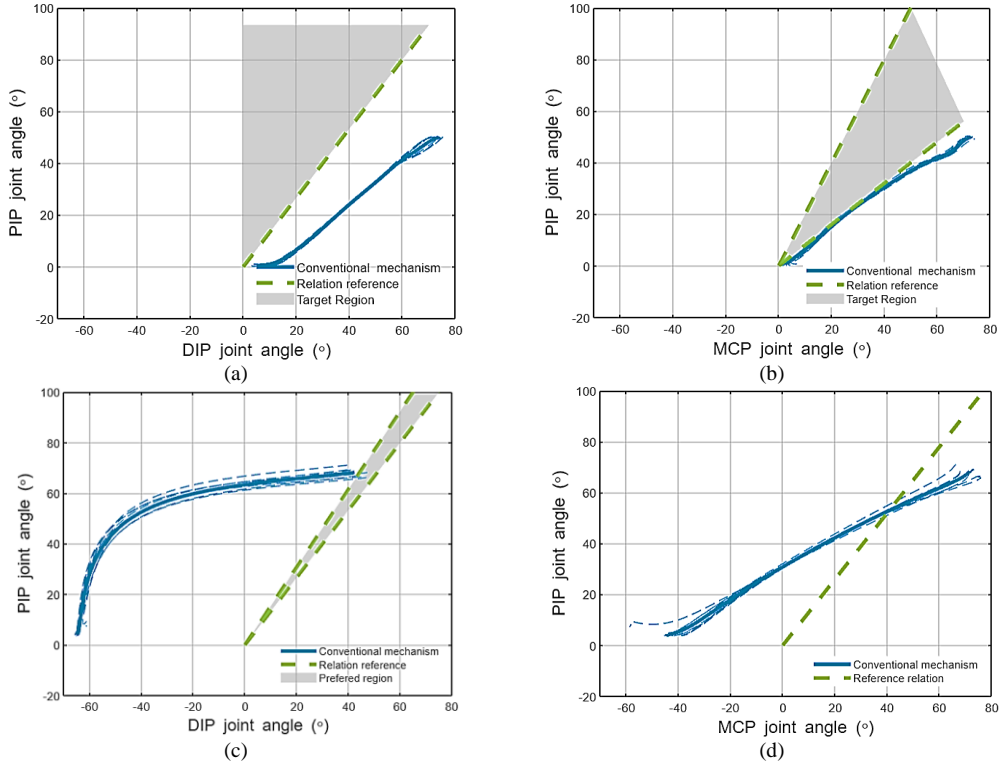 100
80
60
40
20
0
-20
PIP joint angle (°)
Conventional mechanism
Relation reference
Target Region
-60 -40 -20 0 20 40 60 80
DIP joint angle (°)
(a)
100
80
60
40
20
0
-20
PIP joint angle (°)
Conventional mechanism
Relation reference
Target Region
-60 -40 -20 0 20 40 60 80
MCP joint angle (°)
(b)
100
80
60
40
20
0
-20
PIP joint angle (°)
Conventional mechanism
Relation reference
Prefered region
-60 -40 -20 0 20 40 60 80
DIP joint angle (°)
(c)
100
80
60
40
20
0
-20
PIP joint angle (°)
Conventional mechanism
Reference relation
-60 -40 -20 0 20 40 60 80
MCP joint angle (°)
(d)